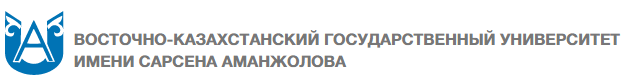 ВОСТОЧНО-КАЗАХСТАНСКИЙ ГОСУДАРСТВЕННЫЙ УНИВЕРСИТЕТ
ИМЕНИ САРСЕНА АМАНЖОЛОВА